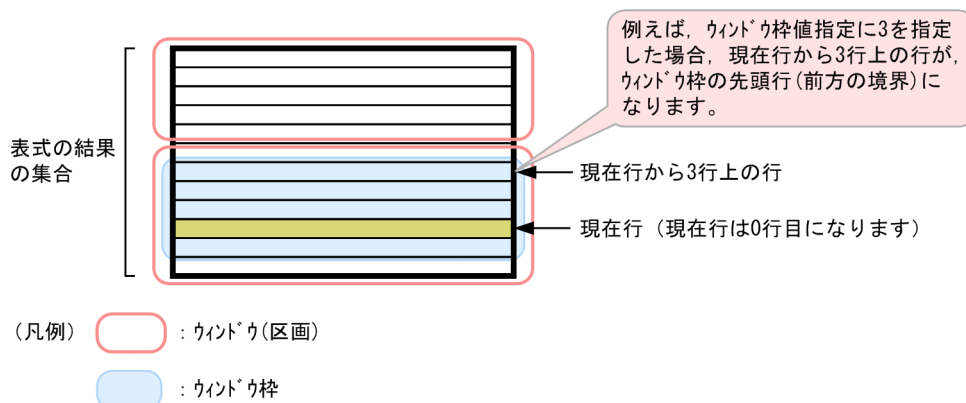 例えば，ｳｨﾝﾄﾞｳ枠値指定に3を指定
した場合，現在行から3行上の行が，
ｳｨﾝﾄﾞｳ枠の先頭行(前方の境界)に
なります。
表式の結果
の集合
現在行から3行上の行
現在行（現在行は0行目になります）
(凡例)
：ｳｨﾝﾄﾞｳ(区画)
：ｳｨﾝﾄﾞｳ枠